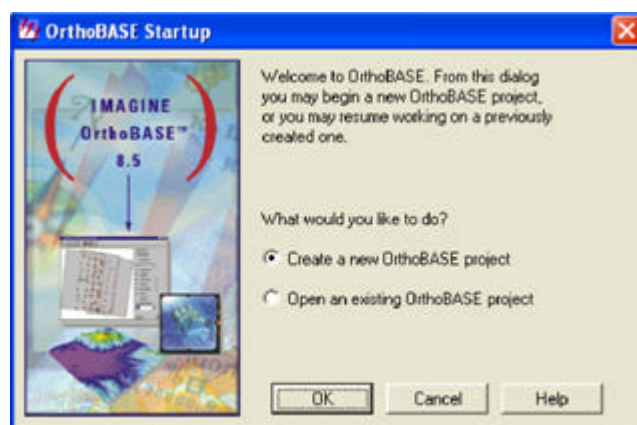 OrthoBASE Startup
IMAGINE
OrthoBASE™
8.5
Welcome to OrthoBASE. From this dialog
you may begin a new OrthoBASE project,
or you may resume working on a previously
created one.
What would you like to do?
Create a new OrthoBASE project
Open an existing OrthoBASE project
OK
Cancel
Help